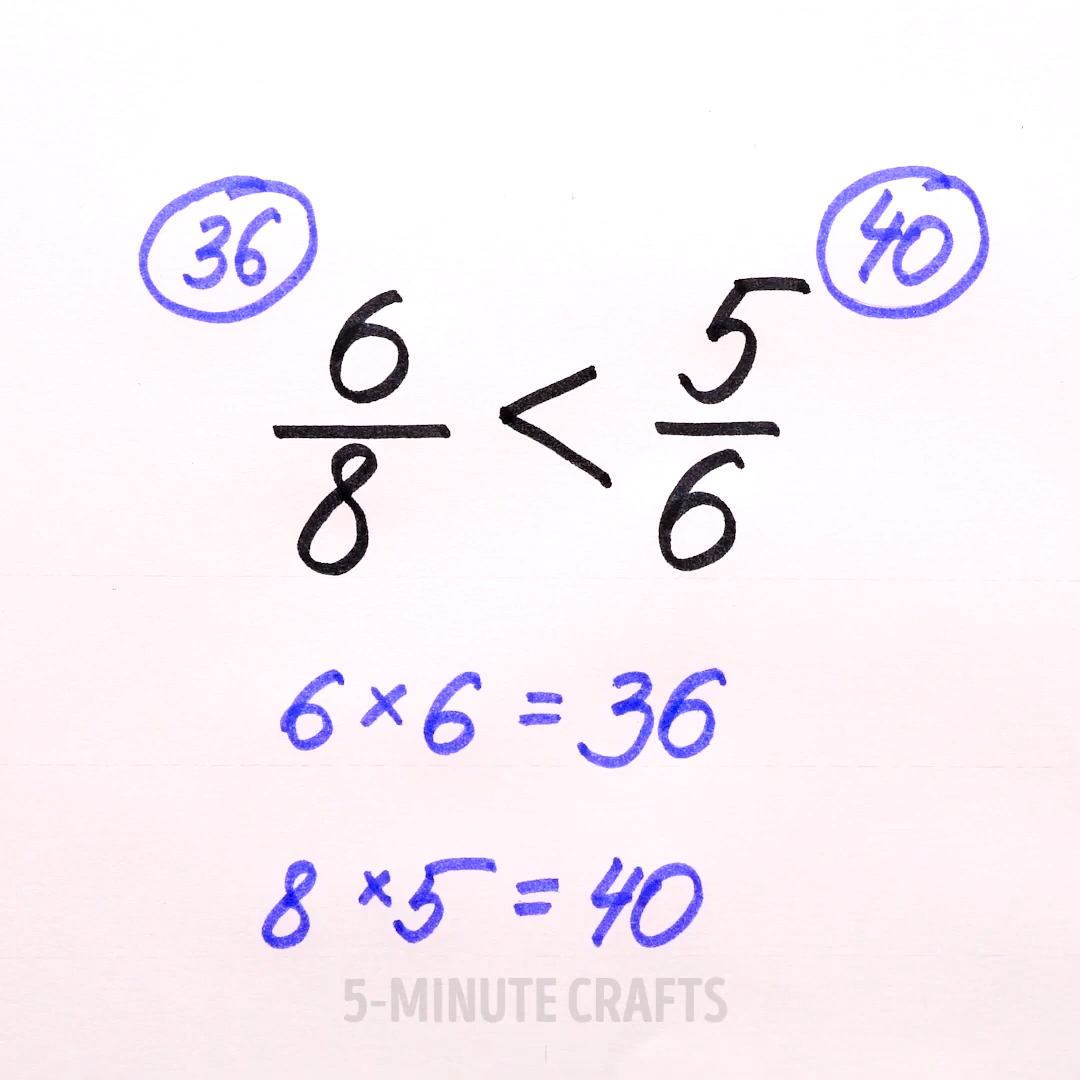 36 40
6/8 < 5/6
6 × 6 = 36
8 × 5 = 40
5-MINUTE CRAFTS